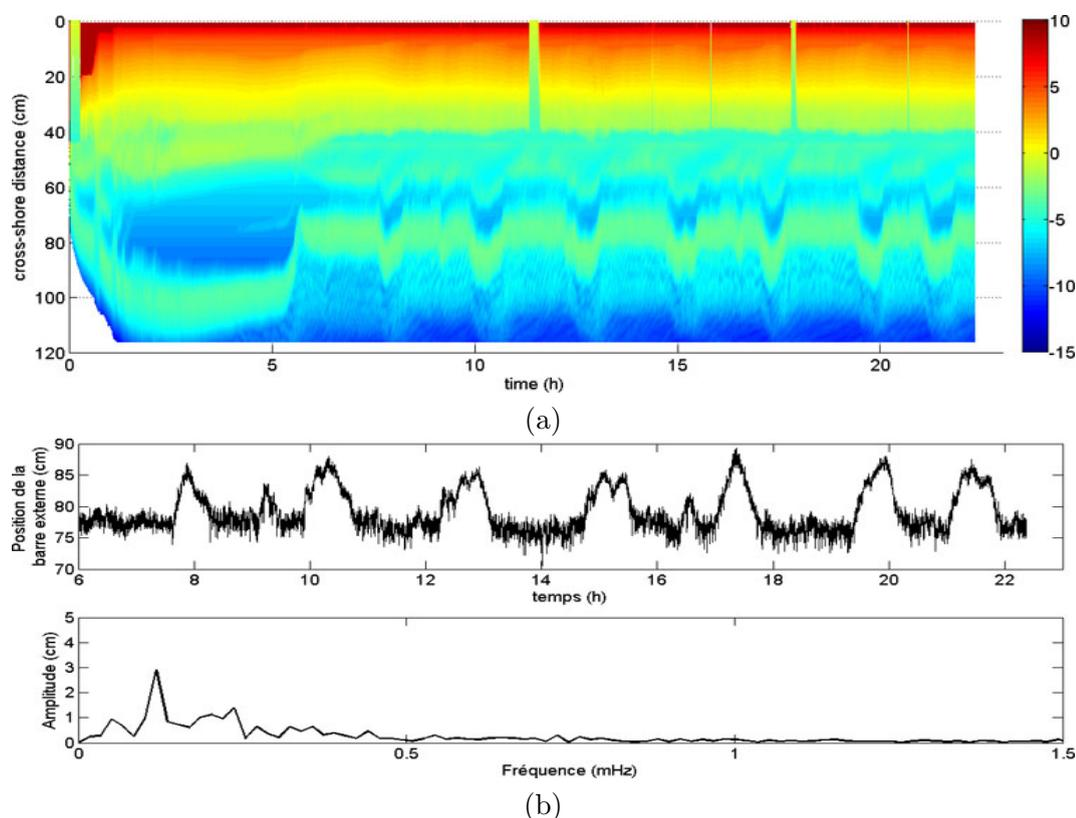 0
20
40
60
80
100
120
cross-shore distance (cm)
0 5 10 15 20
time (h)
10
5
0
-5
-10
-15
(a)
90
85
80
75
70
Position de la
barre externe (cm)
6 8 10 12 14 16 18 20 22
temps (h)
5
4
3
2
1
0
Amplitude (cm)
0 0.5 1 1.5
Fréquence (mHz)
(b)